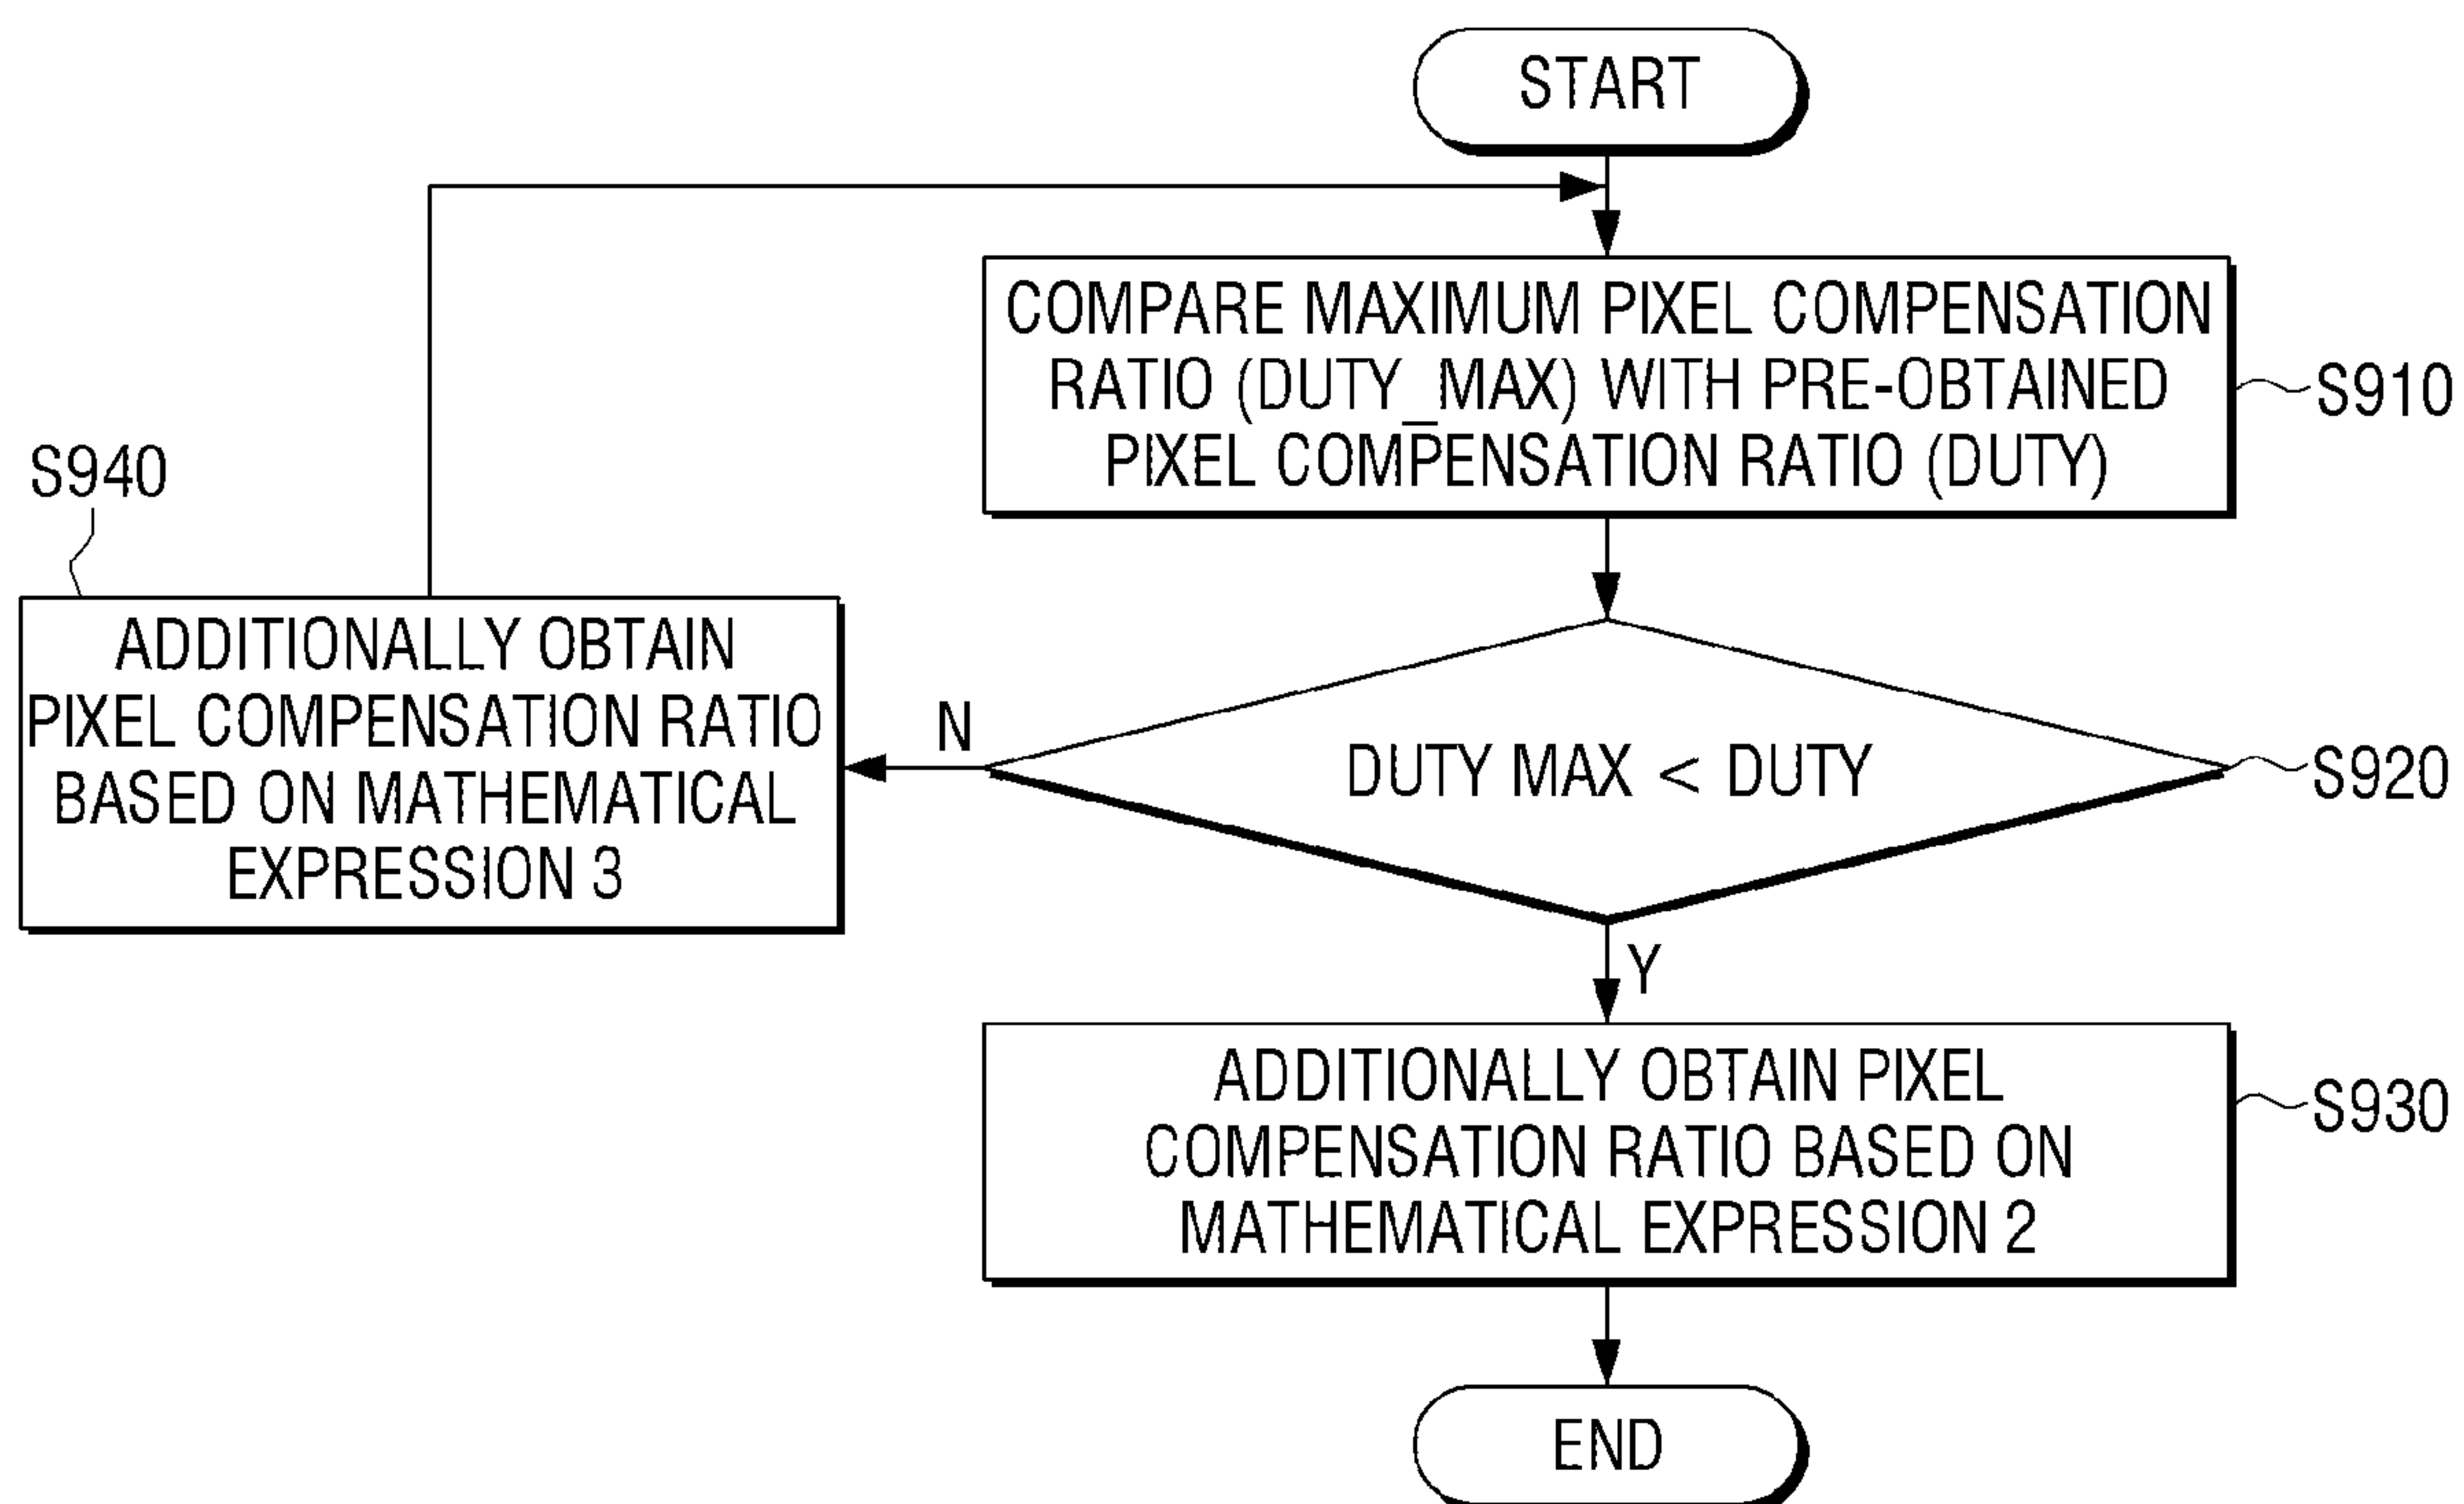 START
COMPARE MAXIMUM PIXEL COMPENSATION
RATIO (DUTY_MAX) WITH PRE-OBTAINED
PIXEL COMPENSATION RATIO (DUTY)
S910
S940
ADDITIONALLY OBTAIN
PIXEL COMPENSATION RATIO
BASED ON MATHEMATICAL
EXPRESSION 3
N
DUTY MAX < DUTY
S920
Y
ADDITIONALLY OBTAIN PIXEL
COMPENSATION RATIO BASED ON
MATHEMATICAL EXPRESSION 2
S930
END